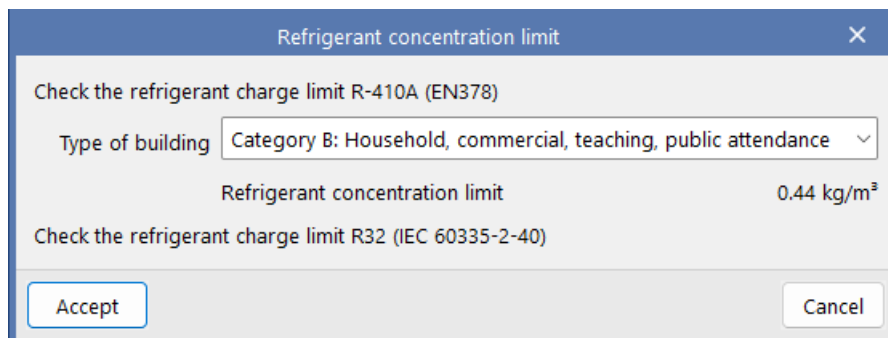 Refrigerant concentration limit
Check the refrigerant charge limit R-410A (EN378)
Type of building Category B: Household, commercial, teaching, public attendance
Refrigerant concentration limit 0.44 kg/m³
Check the refrigerant charge limit R32 (IEC 60335-2-40)
Accept Cancel